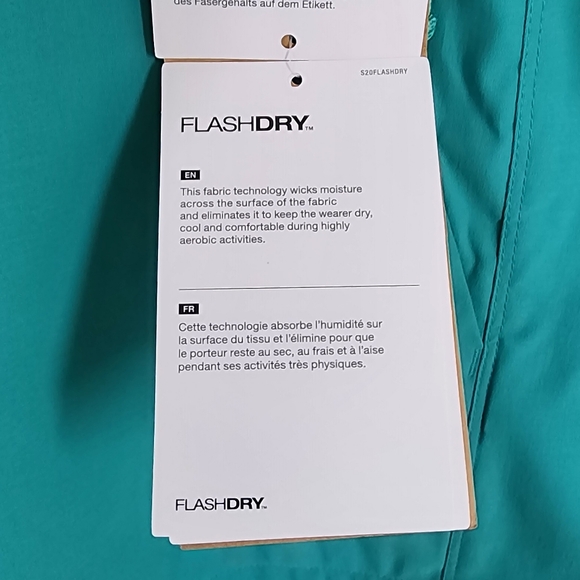 des Fasergehalts auf dem Etikett.
S20FLASHDRY
FLASHDRY™
EN
This fabric technology wicks moisture
across the surface of the fabric
and eliminates it to keep the wearer dry,
cool and comfortable during highly
aerobic activities.
FR
Cette technologie absorbe l'humidité sur
la surface du tissu et l'élimine pour que
le porteur reste au sec, au frais et à l'aise
pendant ses activités très physiques.
FLASHDRY™